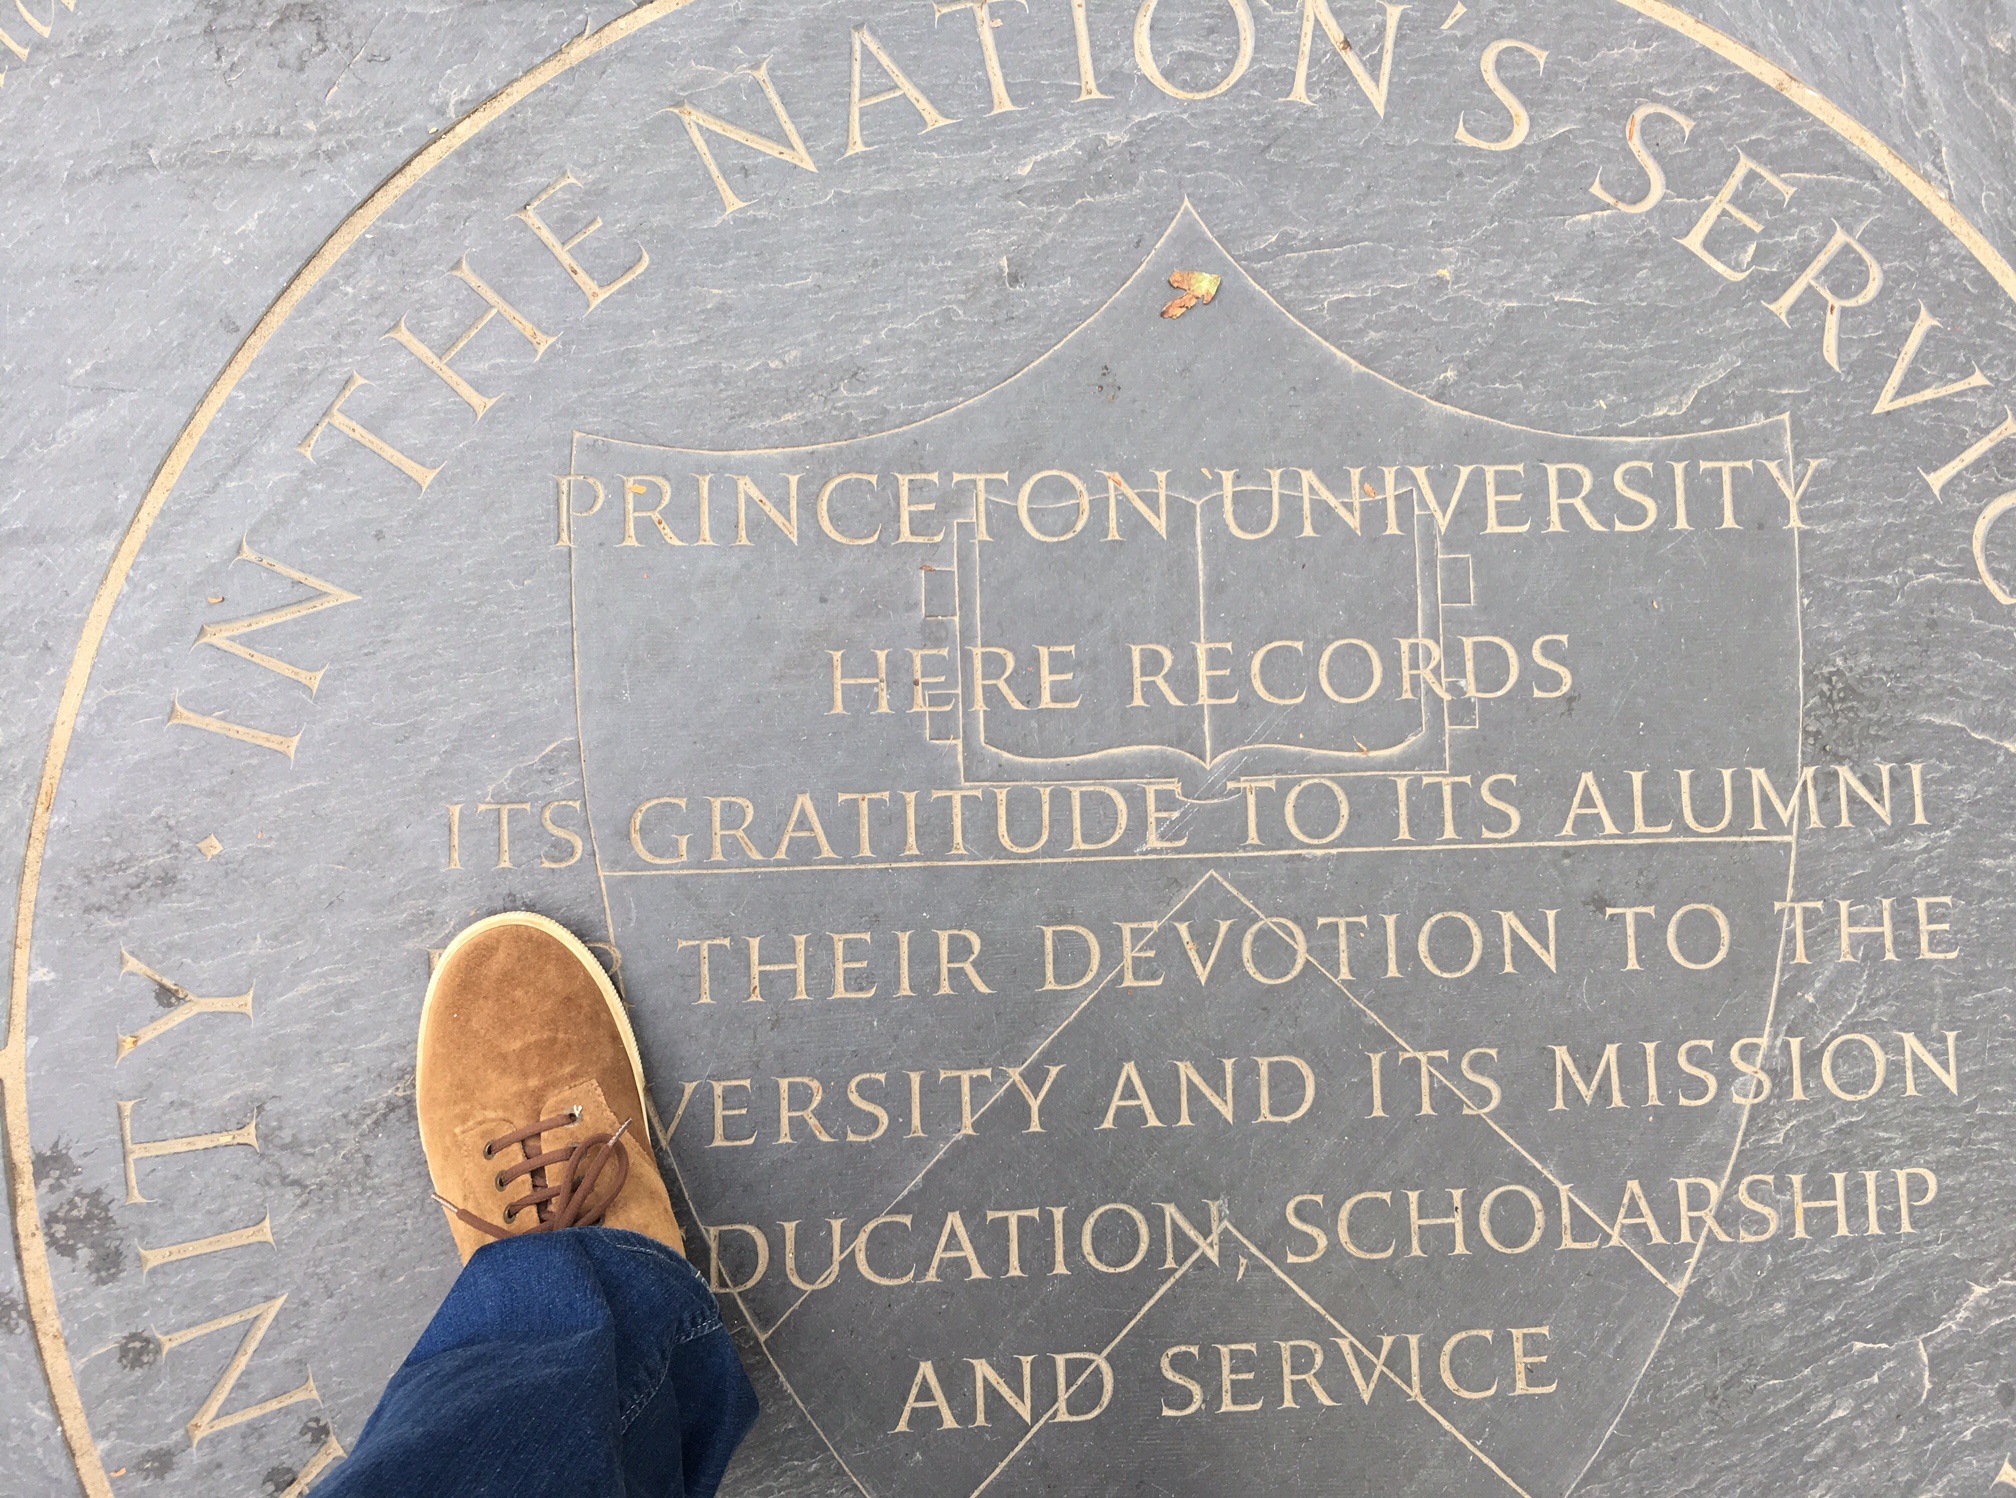 IN THE NATION'S SERVIC
NITY
PRINCETON UNIVERSITY
HERE RECORDS
ITS GRATITUDE TO ITS ALUMNI
THEIR DEVOTION TO THE
VERSITY AND ITS MISSION
DUCATION, SCHOLARSHIP
AND SERVICE